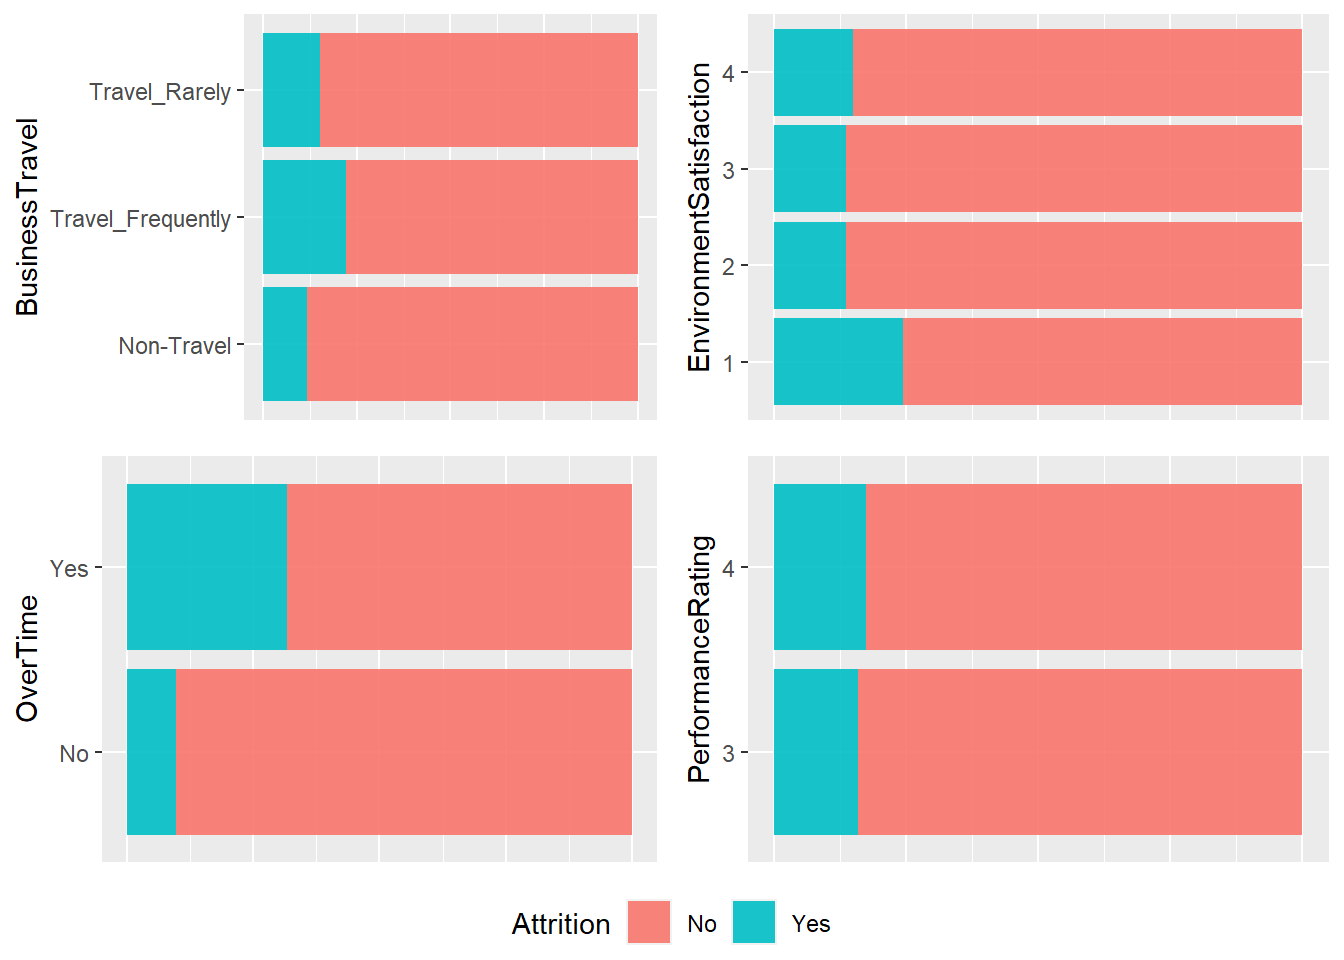 BusinessTravel
Travel_Rarely
Travel_Frequently
Non-Travel
EnvironmentSatisfaction
4
3
2
1
OverTime
Yes
No
PerformanceRating
4
3
Attrition No Yes